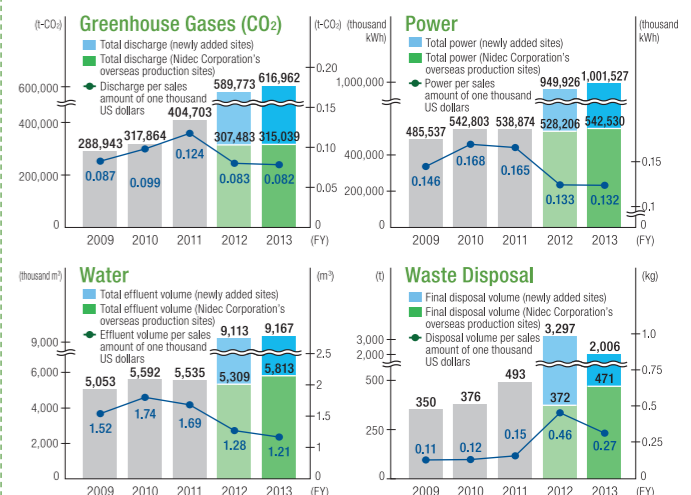 (t-CO₂) Greenhouse Gases (CO₂) (t-CO₂)
Total discharge (newly added sites)
Total discharge (Nidec Corporation's
overseas production sites)
Discharge per sales
amount of one thousand
US dollars
589,773 616,962
404,703
317,864
288,943
307,483 315,039
0.087 0.099 0.124 0.083 0.082
600,000
400,000
200,000
0
0.20
0.15
0.10
0.05
0
2009 2010 2011 2012 2013 (FY)
(thousand
kWh)
Power
(thousand
kWh)
Total power (newly added sites)
Total power (Nidec Corporation's
overseas production sites)
Power per sales
amount of one thousand
US dollars
949,926 1,001,527
485,537 542,803 538,874 528,206 542,530
0.146 0.168 0.165 0.133 0.132
1,000,000
400,000
200,000
0
0.15
0.1
0
2009 2010 2011 2012 2013 (FY)
(thousand m³) Water (m³)
Total effluent volume (newly added sites)
Total effluent volume (Nidec Corporation's
overseas production sites)
Effluent volume per sales
amount of one thousand
US dollars
9,113 9,167
5,053 5,592 5,535 5,309 5,813
1.52 1.74 1.69 1.28 1.21
9,000
6,000
4,000
2,000
0
2.5
2
1.5
1
0
2009 2010 2011 2012 2013 (FY)
(t) Waste Disposal (kg)
Final disposal volume (newly added sites)
Final disposal volume (Nidec Corporation's
overseas production sites)
Disposal volume per sales
amount of one thousand
US dollars
3,297
2,006
350 376 493 372 471
0.11 0.12 0.15 0.46 0.27
3,000
2,000
500
250
0
1.0
0.75
0.5
0.25
0
2009 2010 2011 2012 2013 (FY)